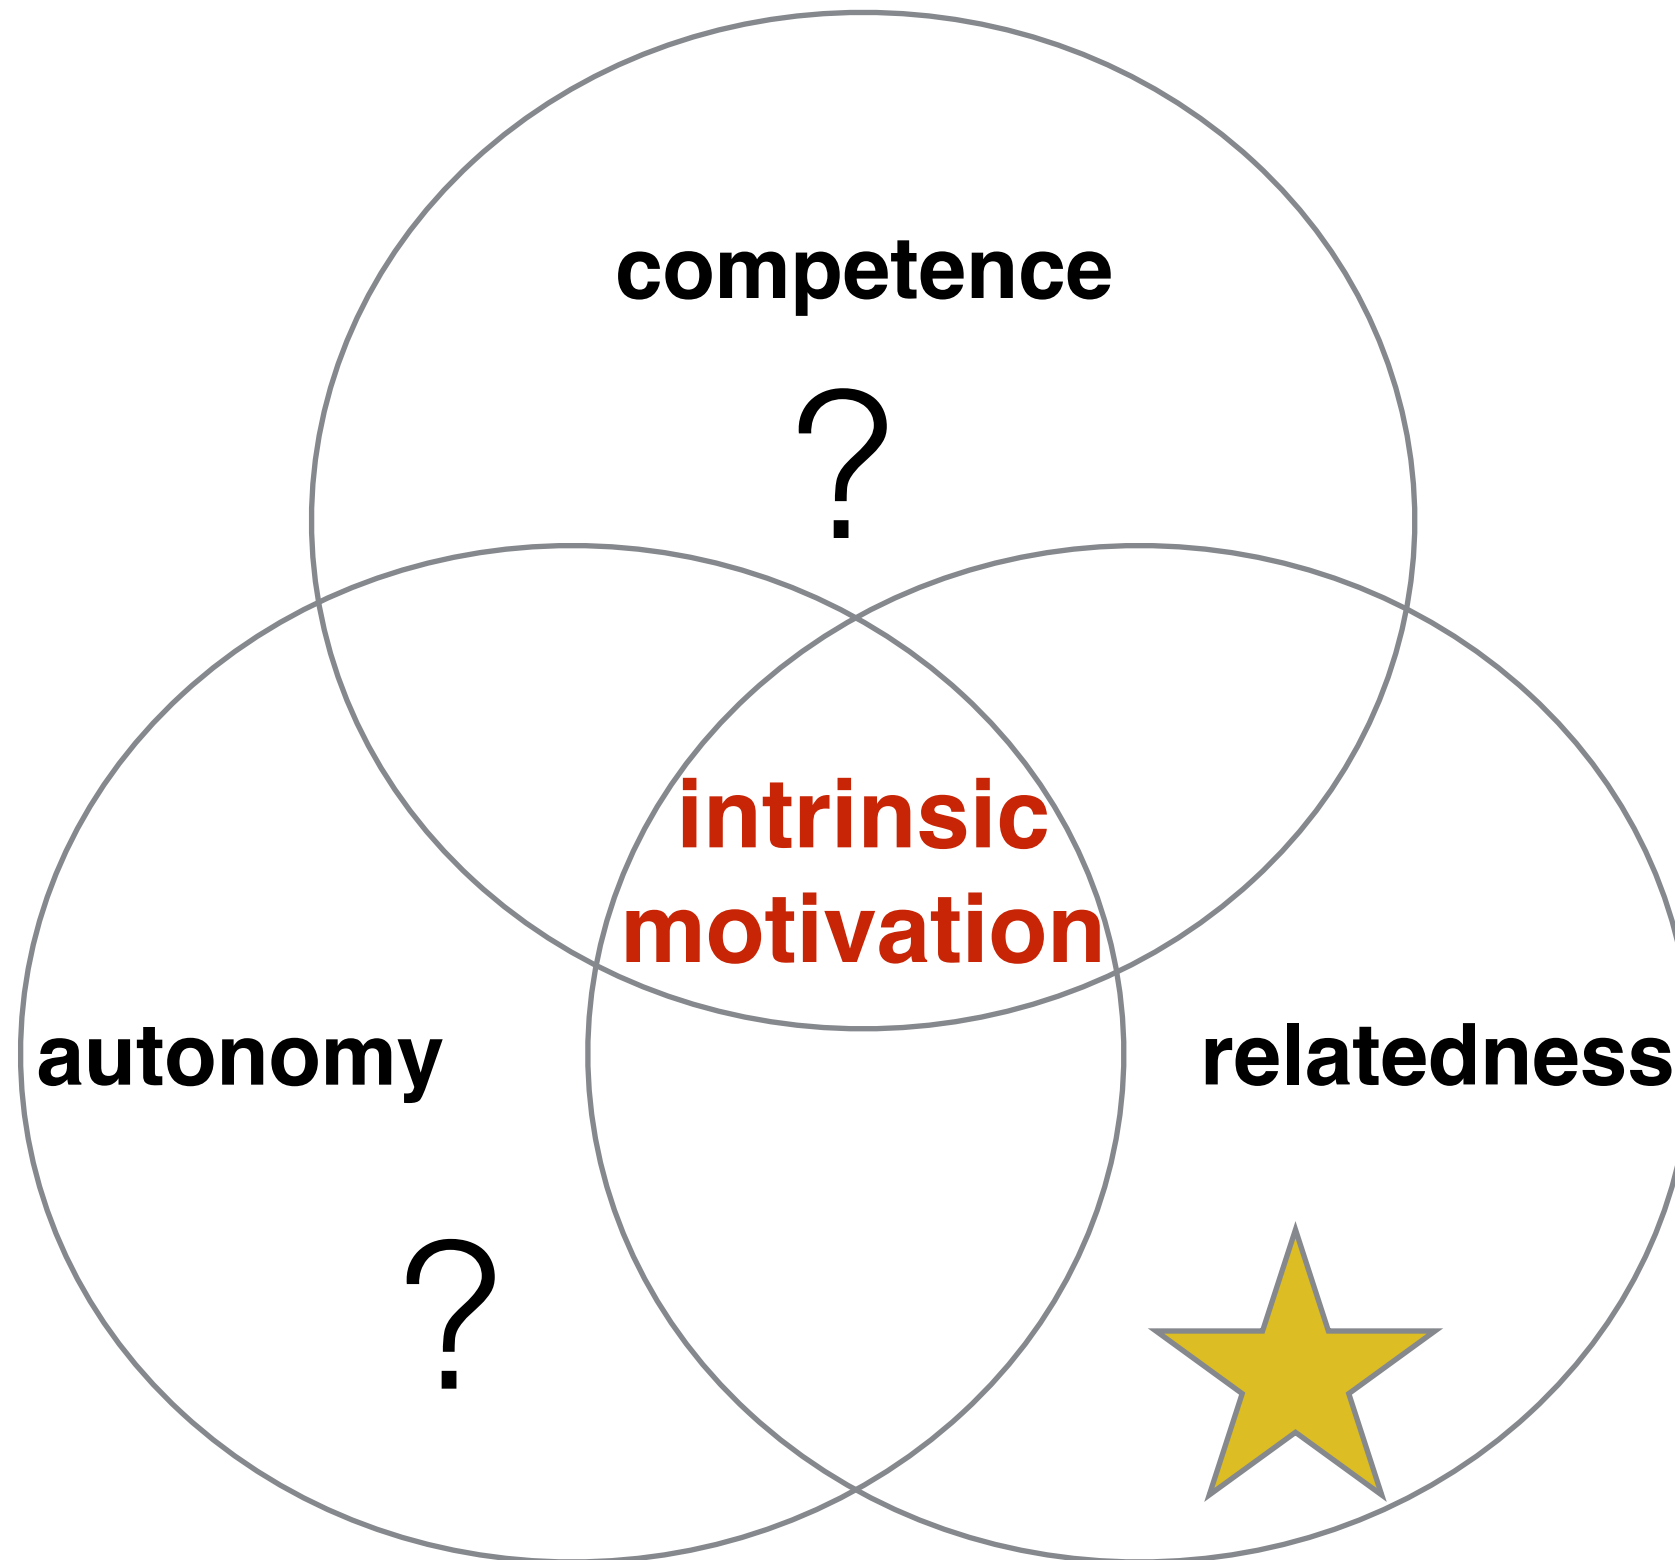 competence
?
intrinsic
motivation
autonomy
relatedness
?